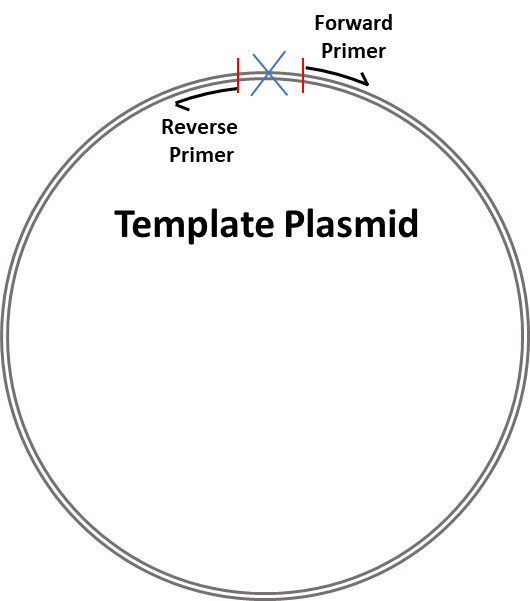 Forward
Primer
Reverse
Primer
Template Plasmid